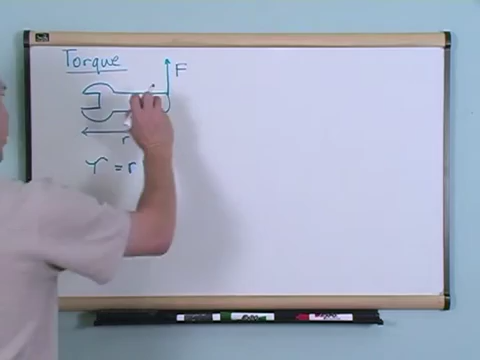 Torque
F
r
τ = r